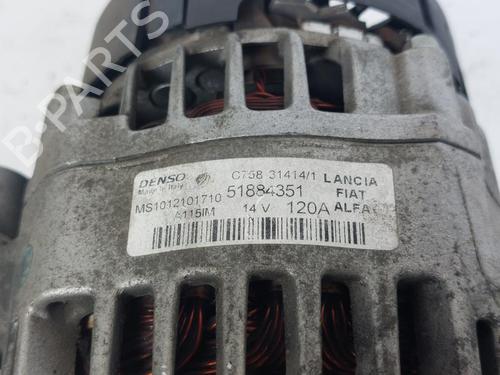 DENSO C758 31414/1 LANCIA
Made in Italy 51884351 FIAT
MS1012101710 14 V 120A ALFA
A115IM
B-PARTS